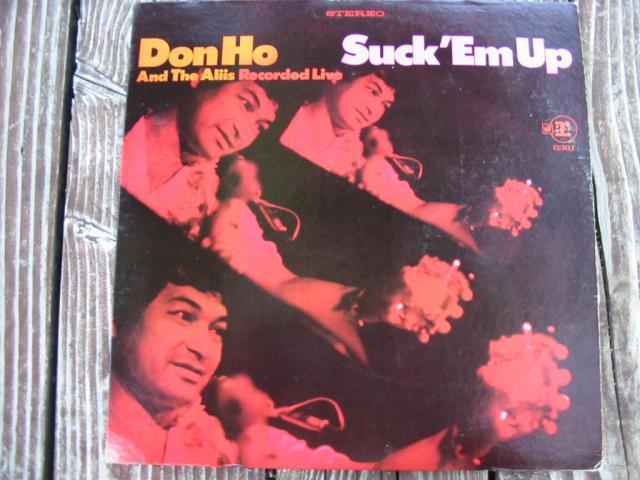 STEREO
Don Ho Suck 'Em Up
And The Aliis Recorded Live